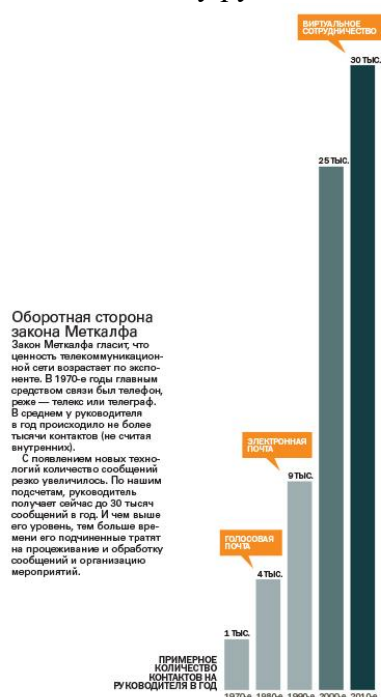 ВИРТУАЛЬНОЕ
СОТРУДНИЧЕСТВО
30 ТЫС.
25 ТЫС.
Оборотная сторона
закона Меткалфа
Закон Меткалфа гласит, что
ценность телекоммуникацион-
ной сети возрастает по экспо-
ненте. В 1970-е годы главным
средством связи был телефон,
реже — телекс или телеграф.
В среднем у руководителя
в год происходило не более
тысячи контактов (не считая
внутренних).
С появлением новых техно-
логий количество сообщений
резко увеличилось. По нашим
подсчетам, руководитель
получает сейчас до 30 тысяч
сообщений в год. И чем выше
его уровень, тем больше вре-
мени его подчиненные тратят
на процеживание и обработку
сообщений и организацию
мероприятий.
ЭЛЕКТРОННАЯ
ПОЧТА
9 ТЫС.
ГОЛОСОВАЯ
ПОЧТА
4 ТЫС.
1 ТЫС.
ПРИМЕРНОЕ
КОЛИЧЕСТВО
КОНТАКТОВ НА
РУКОВОДИТЕЛЯ В ГОД
1970-е 1980-е 1990-е 2000-е 2010-е